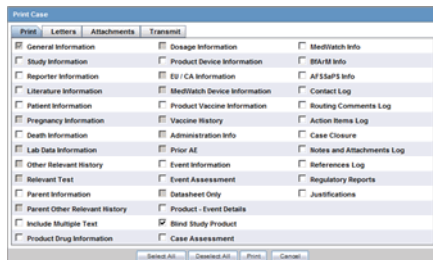 Print Case
Print Letters Attachments Transmit
General Information
Study Information
Reporter Information
Literature Information
Patient Information
Pregnancy Information
Death Information
Lab Data Information
Other Relevant History
Relevant Test
Parent Information
Parent Other Relevant History
Include Multiple Text
Product Drug Information
Dosage Information
Product Device Information
EU / CA Information
MedWatch Device Information
Product Vaccine Information
Vaccine History
Administration Info
Prior AE
Event Information
Event Assessment
Datasheet Only
Product - Event Details
Blind Study Product
Case Assessment
MedWatch Info
BfArM Info
AFSSaPS Info
Contact Log
Routing Comments Log
Action Items Log
Case Closure
Notes and Attachments Log
References Log
Regulatory Reports
Justifications
Select All Deselect All Print Cancel